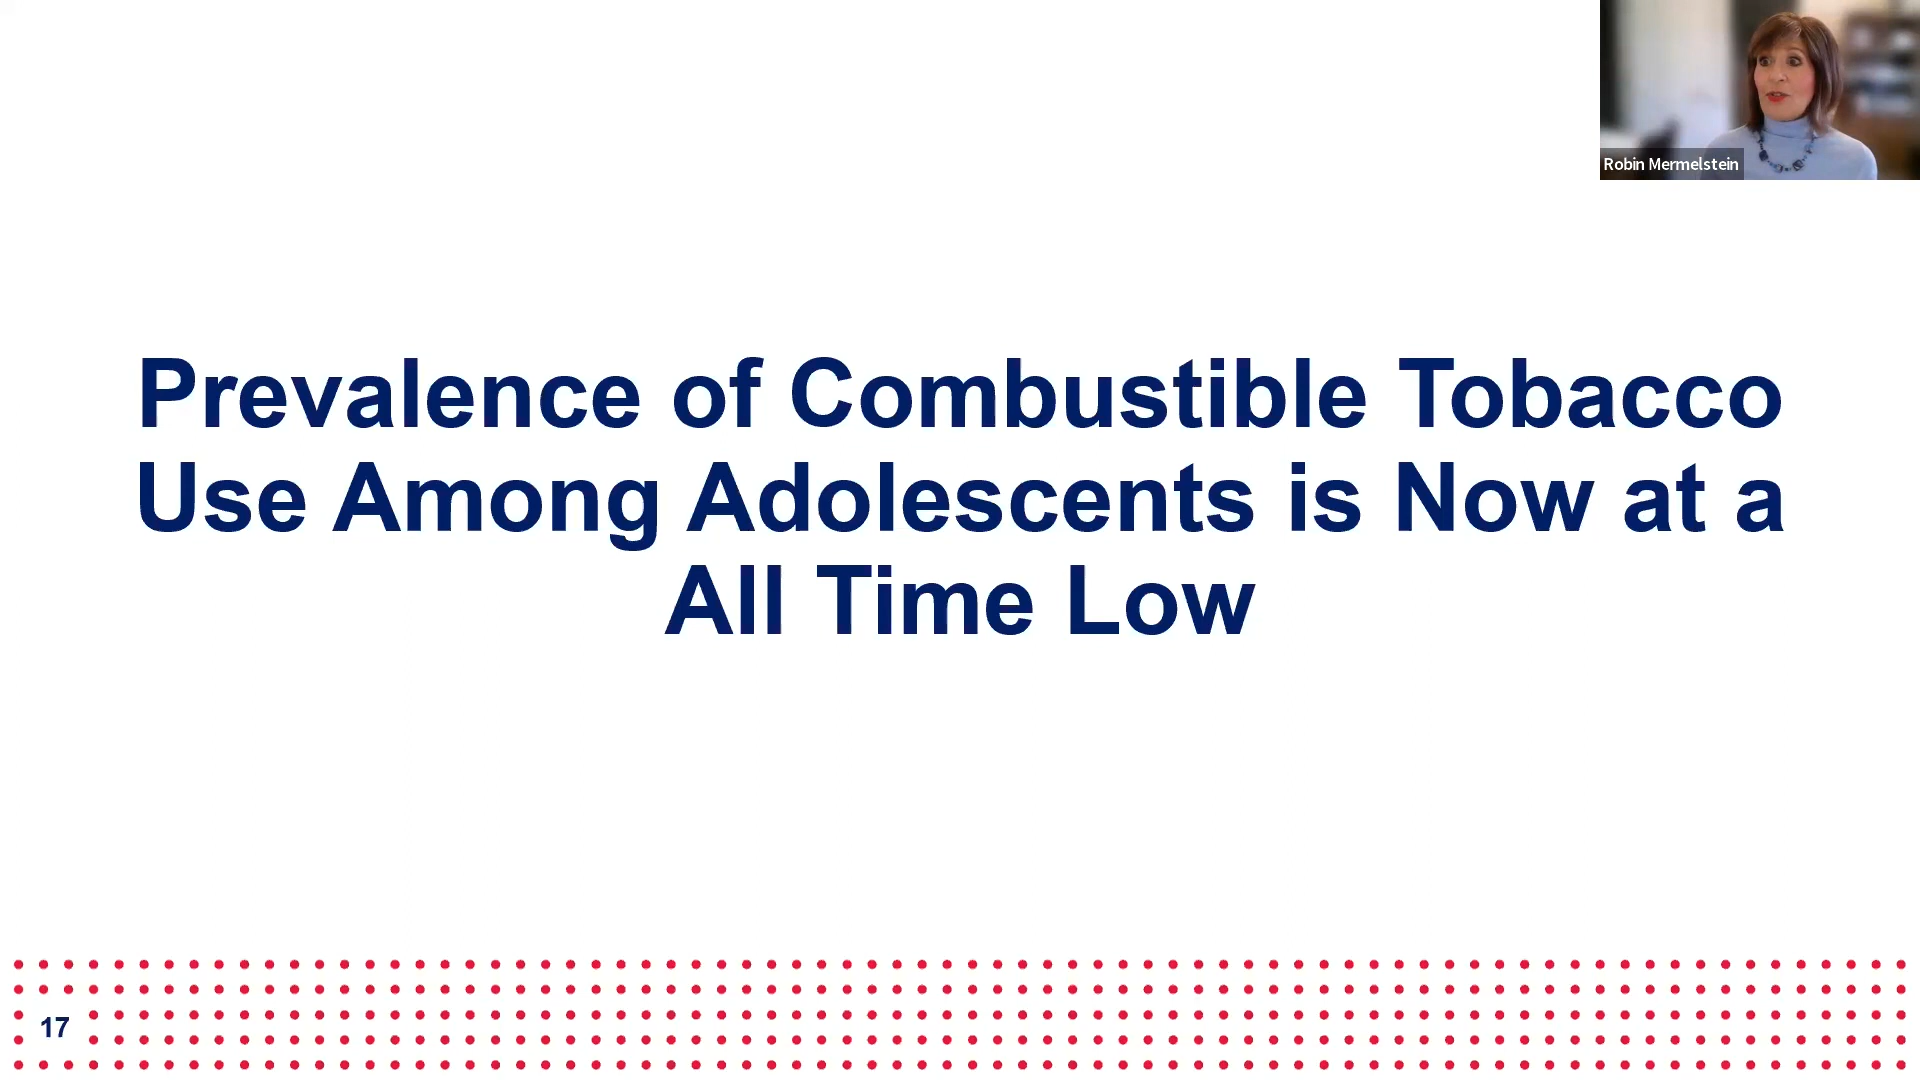 Robin Mermelstein
Prevalence of Combustible Tobacco
Use Among Adolescents is Now at a
All Time Low
17